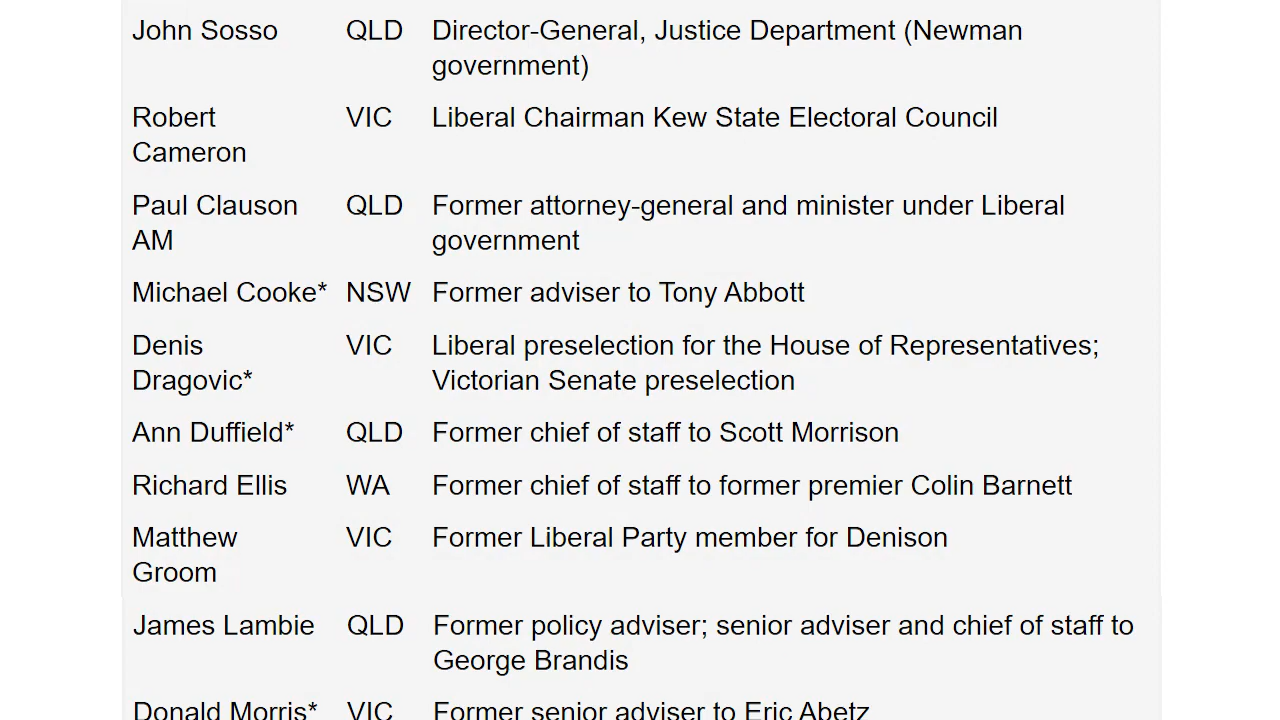 John Sosso QLD Director-General, Justice Department (Newman
government)
Robert VIC Liberal Chairman Kew State Electoral Council
Cameron
Paul Clauson QLD Former attorney-general and minister under Liberal
AM government
Michael Cooke* NSW Former adviser to Tony Abbott
Denis VIC Liberal preselection for the House of Representatives;
Dragovic* Victorian Senate preselection
Ann Duffield* QLD Former chief of staff to Scott Morrison
Richard Ellis WA Former chief of staff to former premier Colin Barnett
Matthew VIC Former Liberal Party member for Denison
Groom
James Lambie QLD Former policy adviser; senior adviser and chief of staff to
George Brandis
Donald Morris* VIC Former senior adviser to Eric Abetz